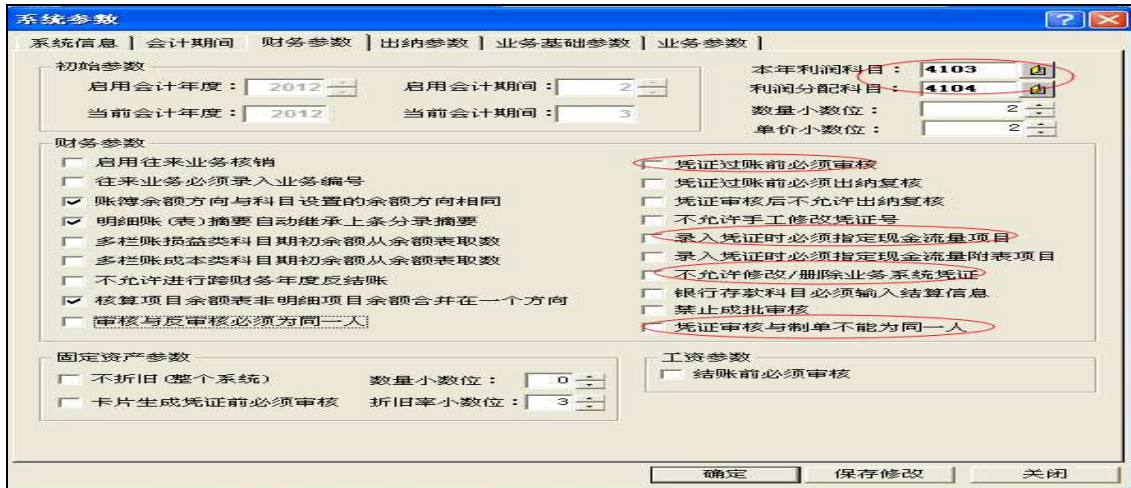 系统参数
系统信息 会计期间 财务参数 出纳参数 业务基础参数 业务参数
初始参数
启用会计年度： 2012 启用会计期间： 2
当前会计年度： 2012 当前会计期间： 3
本年利润科目： 4103
利润分配科目： 4104
数量小数位： 2
单价小数位： 2
财务参数
启用往来业务核销
往来业务必须录入业务编号
账簿余额方向与科目设置的余额方向相同
明细账(表)摘要自动继承上条分录摘要
多栏账损益类科目期初余额从余额表取数
多栏账成本类科目期初余额从余额表取数
不允许进行跨财务年度反结账
核算项目余额表非明细项目余额合并在一个方向
审核与反审核必须为同一人
凭证过账前必须审核
凭证过账前必须出纳复核
凭证审核后不允许出纳复核
不允许手工修改凭证号
录入凭证时必须指定现金流量项目
录入凭证时必须指定现金流量附表项目
不允许修改/删除业务系统凭证
银行存款科目必须输入结算信息
禁止成批审核
凭证审核与制单不能为同一人
固定资产参数
不折旧(整个系统) 数量小数位： 0
卡片生成凭证前必须审核 折旧率小数位： 3
工资参数
结账前必须审核
确定 保存修改 关闭